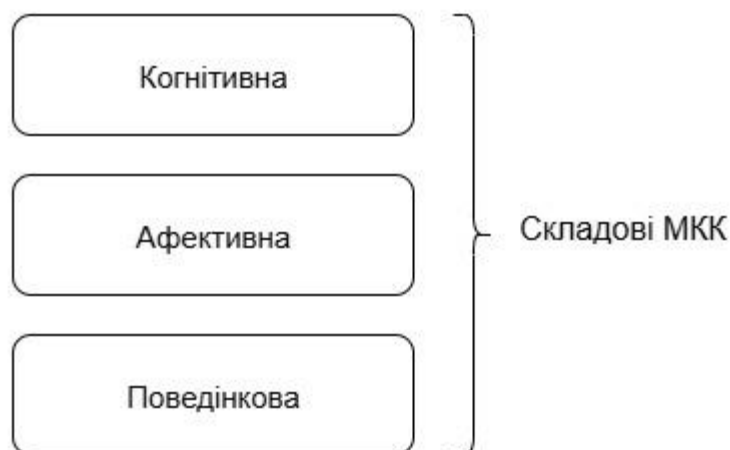 Когнітивна
Афективна
Складові МКК
Поведінкова